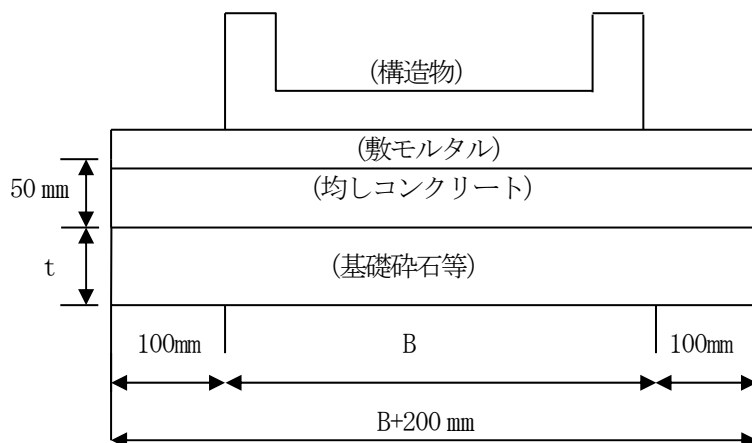 (構造物)
(敷モルタル)
50 mm
(均しコンクリート)
t
(基礎砕石等)
100mm
B
100mm
B+200 mm